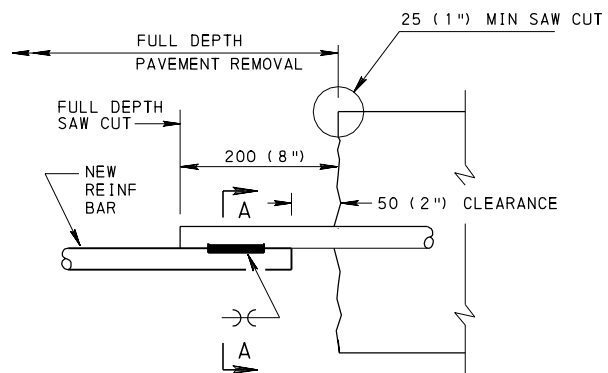 25 (1") MIN SAW CUT
FULL DEPTH
PAVEMENT REMOVAL
FULL DEPTH
SAW CUT
200 (8")
NEW
REINF
BAR
A
50 (2") CLEARANCE
A